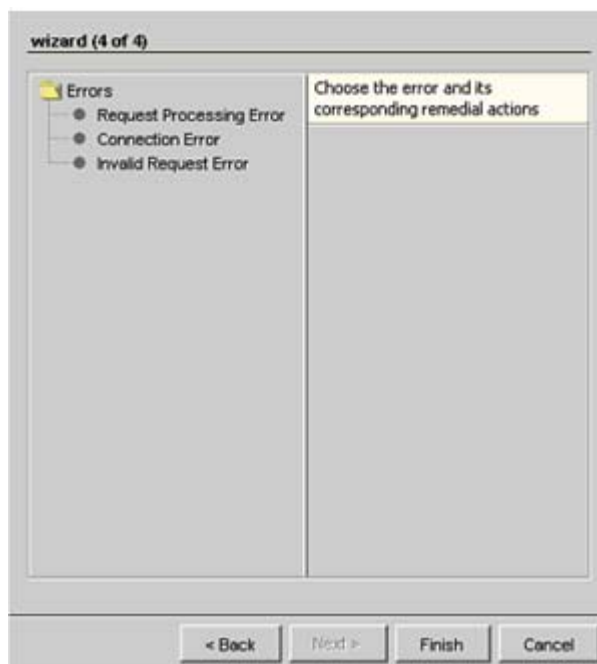 wizard (4 of 4)
Errors
Request Processing Error
Connection Error
Invalid Request Error
Choose the error and its
corresponding remedial actions
< Back
Next >
Finish
Cancel